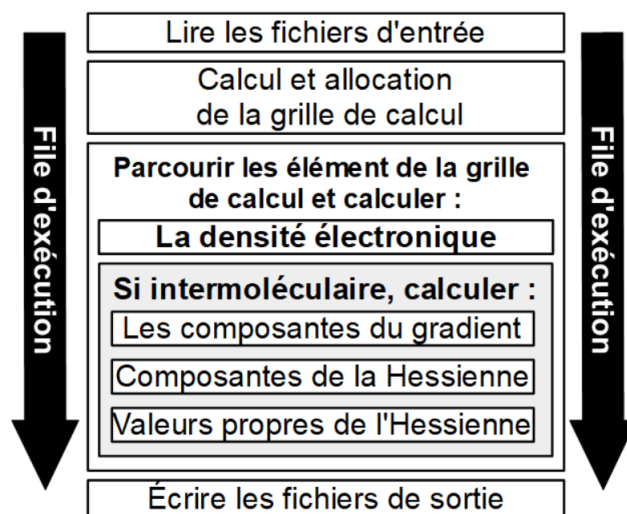 Lire les fichiers d'entrée
Calcul et allocation
de la grille de calcul
File d'exécution
Parcourir les élément de la grille
de calcul et calculer :
La densité électronique
Si intermoléculaire, calculer :
Les composantes du gradient
Composantes de la Hessienne
Valeurs propres de l'Hessienne
Écrire les fichiers de sortie
File d'exécution